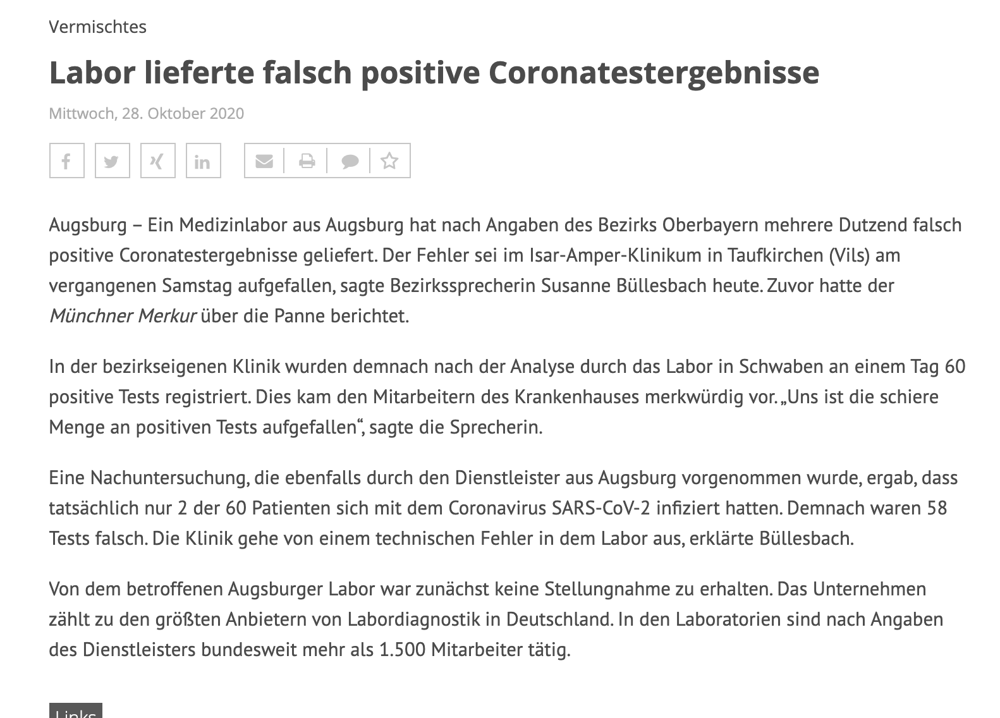 Vermischtes
Labor lieferte falsch positive Coronatestergebnisse
Mittwoch, 28. Oktober 2020
Augsburg – Ein Medizinlabor aus Augsburg hat nach Angaben des Bezirks Oberbayern mehrere Dutzend falsch
positive Coronatestergebnisse geliefert. Der Fehler sei im Isar-Amper-Klinikum in Taufkirchen (Vils) am
vergangenen Samstag aufgefallen, sagte Bezirkssprecherin Susanne Büllesbach heute. Zuvor hatte der
Münchner Merkur über die Panne berichtet.
In der bezirkseigenen Klinik wurden demnach nach der Analyse durch das Labor in Schwaben an einem Tag 60
positive Tests registriert. Dies kam den Mitarbeitern des Krankenhauses merkwürdig vor. „Uns ist die schiere
Menge an positiven Tests aufgefallen“, sagte die Sprecherin.
Eine Nachuntersuchung, die ebenfalls durch den Dienstleister aus Augsburg vorgenommen wurde, ergab, dass
tatsächlich nur 2 der 60 Patienten sich mit dem Coronavirus SARS-CoV-2 infiziert hatten. Demnach waren 58
Tests falsch. Die Klinik gehe von einem technischen Fehler in dem Labor aus, erklärte Büllesbach.
Von dem betroffenen Augsburger Labor war zunächst keine Stellungnahme zu erhalten. Das Unternehmen
zählt zu den größten Anbietern von Labordiagnostik in Deutschland. In den Laboratorien sind nach Angaben
des Dienstleisters bundesweit mehr als 1.500 Mitarbeiter tätig.
Links